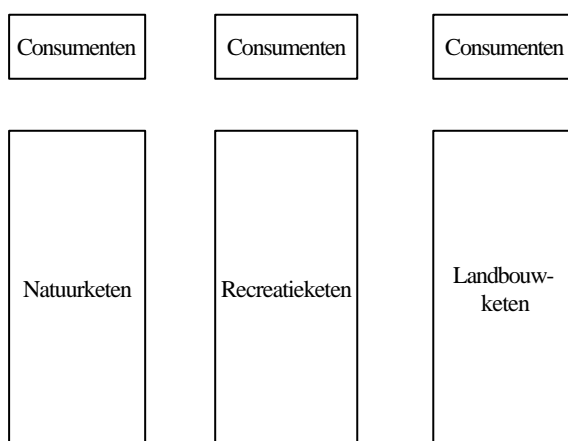 Consumenten
Consumenten
Consumenten
Natuurketen
Recreatieketen
Landbouw-
keten